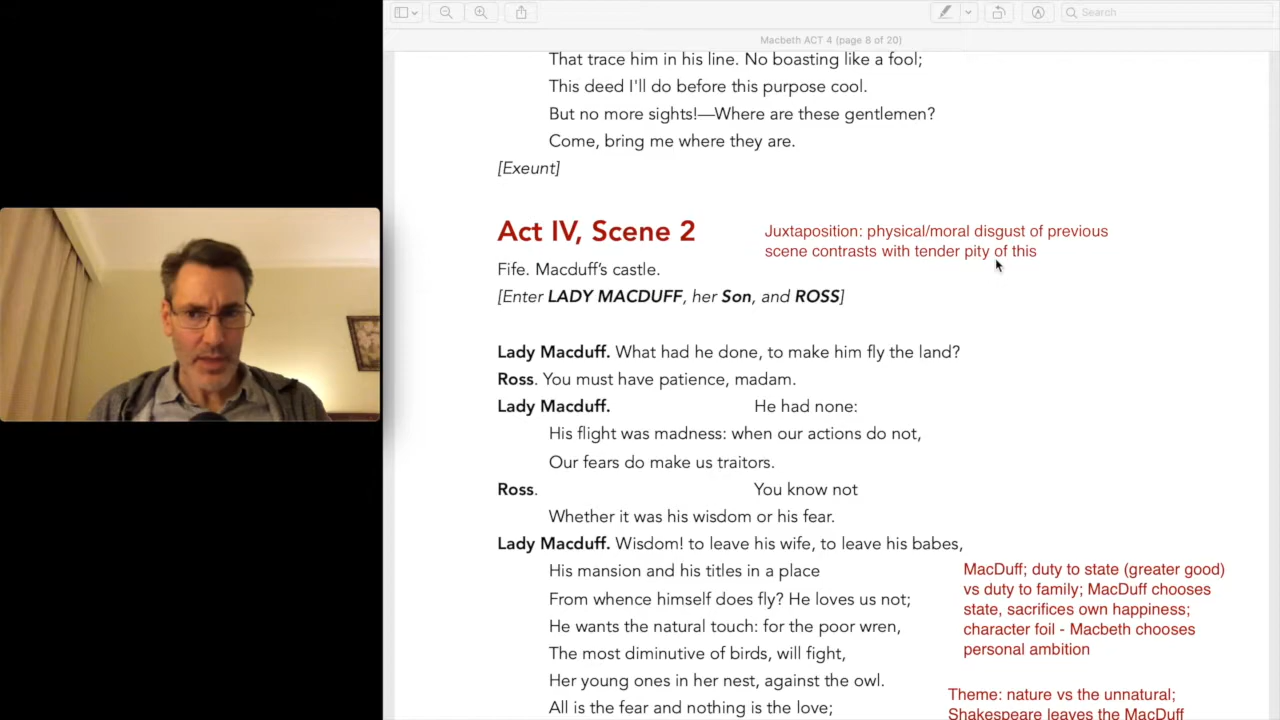 Search
Macbeth ACT 4 (page 8 of 20)
That trace him in his line. No boasting like a fool;
This deed I'll do before this purpose cool.
But no more sights!—Where are these gentlemen?
Come, bring me where they are.
[Exeunt]
Act IV, Scene 2
Juxtaposition: physical/moral disgust of previous
scene contrasts with tender pity of this
Fife. Macduff's castle.
[Enter LADY MACDUFF, her Son, and ROSS]
Lady Macduff. What had he done, to make him fly the land?
Ross. You must have patience, madam.
Lady Macduff. He had none:
His flight was madness: when our actions do not,
Our fears do make us traitors.
Ross. You know not
Whether it was his wisdom or his fear.
Lady Macduff. Wisdom! to leave his wife, to leave his babes,
His mansion and his titles in a place
From whence himself does fly? He loves us not;
He wants the natural touch: for the poor wren,
The most diminutive of birds, will fight,
Her young ones in her nest, against the owl.
All is the fear and nothing is the love;
MacDuff; duty to state (greater good)
vs duty to family; MacDuff chooses
state, sacrifices own happiness;
character foil - Macbeth chooses
personal ambition
Theme: nature vs the unnatural;
Shakespeare leaves the MacDuff